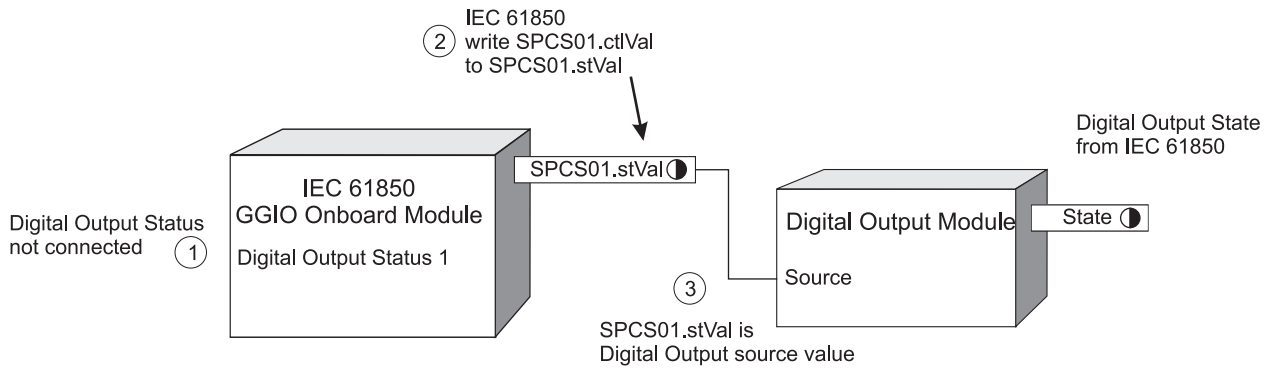 IEC 61850
2 write SPCS01.ctlVal
to SPCS01.stVal
Digital Output State
from IEC 61850
SPCS01.stVal
IEC 61850
GGIO Onboard Module
Digital Output Status 1
Digital Output Status
not connected 1
Digital Output Module
Source
State
3
SPCS01.stVal is
Digital Output source value